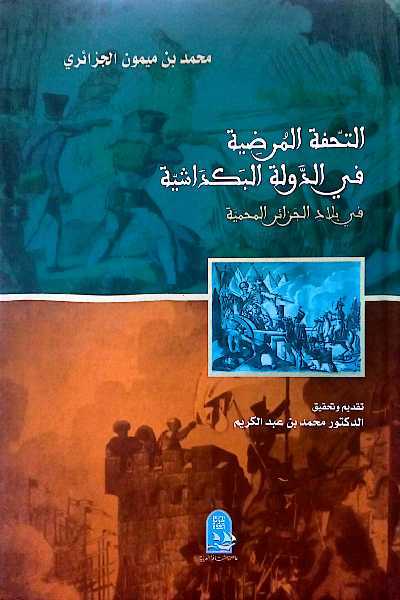 محمد بن ميمون الجزائري
التحفة المرضية
في الدولة البكداشية
في بلاد الجزائر المحمية
تقديم وتحقيق
الدكتور محمد بن عبد الكريم